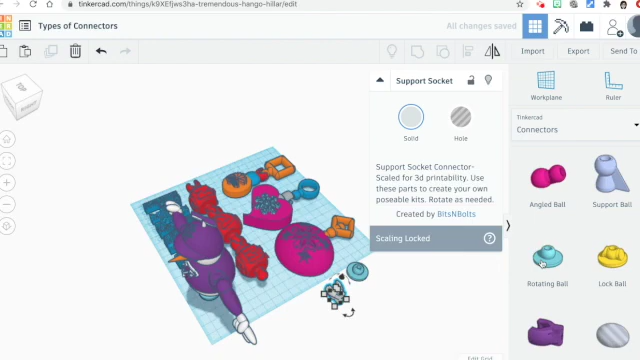 tinkercad.com/things/k9XEfjws3ha-tremendous-hango-hillar/edit
Types of Connectors
All changes saved
Import
Export
Send To
TOP
Support Socket
Solid
Hole
Support Socket Connector-
Scaled for 3d printability. Use
these parts to create your own
poseable kits. Rotate as needed.
Created by BitsNBolts
Scaling Locked
?
Workplane
Ruler
Tinkercad
Connectors
Angled Ball
Support Ball
Rotating Ball
Lock Ball
Edit Grid